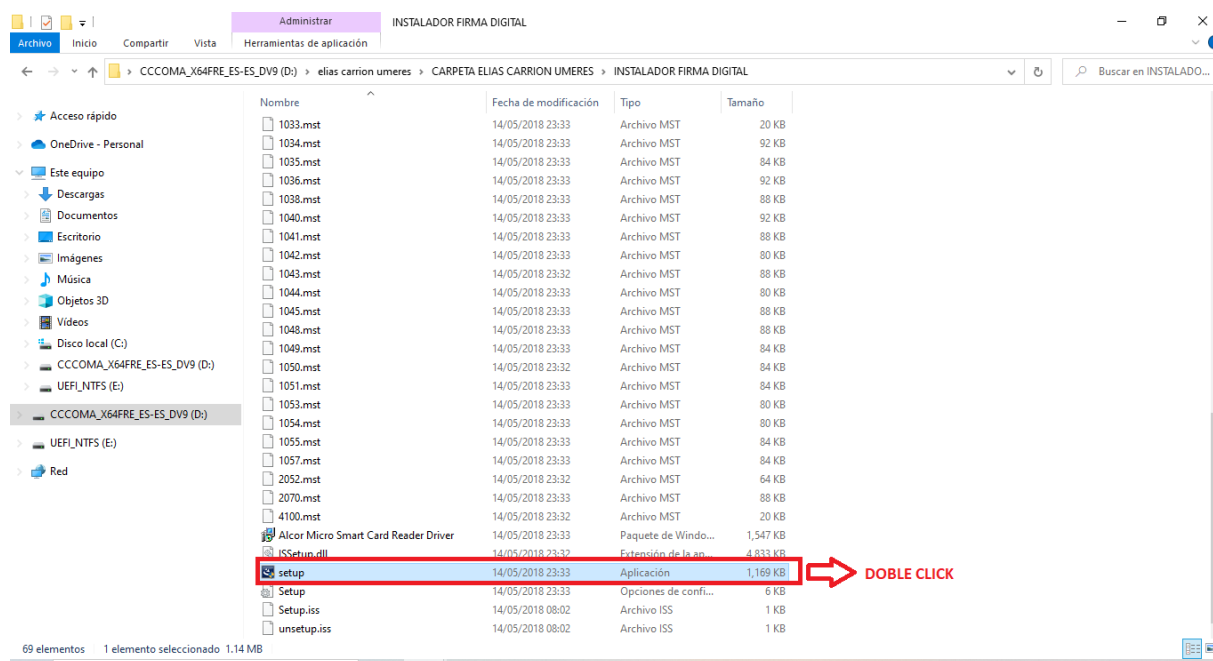 Administrar INSTALADOR FIRMA DIGITAL
Archivo Inicio Compartir Vista Herramientas de aplicación
CCCOMA_X64FRE_ES-ES_DV9 (D:) › elias carrion umeres › CARPETA ELIAS CARRION UMERES › INSTALADOR FIRMA DIGITAL Buscar en INSTALADO...
Acceso rápido
OneDrive - Personal
Este equipo
Descargas
Documentos
Escritorio
Imágenes
Música
Objetos 3D
Vídeos
Disco local (C:)
CCCOMA_X64FRE_ES-ES_DV9 (D:)
UEFI_NTFS (E:)
CCCOMA_X64FRE_ES-ES_DV9 (D:)
UEFI_NTFS (E:)
Red
Nombre Fecha de modificación Tipo Tamaño
1033.mst 14/05/2018 23:33 Archivo MST 20 KB
1034.mst 14/05/2018 23:33 Archivo MST 92 KB
1035.mst 14/05/2018 23:33 Archivo MST 84 KB
1036.mst 14/05/2018 23:33 Archivo MST 92 KB
1038.mst 14/05/2018 23:33 Archivo MST 88 KB
1040.mst 14/05/2018 23:33 Archivo MST 92 KB
1041.mst 14/05/2018 23:33 Archivo MST 88 KB
1042.mst 14/05/2018 23:33 Archivo MST 80 KB
1043.mst 14/05/2018 23:32 Archivo MST 88 KB
1044.mst 14/05/2018 23:33 Archivo MST 80 KB
1045.mst 14/05/2018 23:33 Archivo MST 88 KB
1048.mst 14/05/2018 23:33 Archivo MST 88 KB
1049.mst 14/05/2018 23:33 Archivo MST 84 KB
1050.mst 14/05/2018 23:32 Archivo MST 84 KB
1051.mst 14/05/2018 23:33 Archivo MST 84 KB
1053.mst 14/05/2018 23:33 Archivo MST 80 KB
1054.mst 14/05/2018 23:33 Archivo MST 80 KB
1055.mst 14/05/2018 23:33 Archivo MST 84 KB
1057.mst 14/05/2018 23:33 Archivo MST 84 KB
2052.mst 14/05/2018 23:32 Archivo MST 64 KB
2070.mst 14/05/2018 23:33 Archivo MST 88 KB
4100.mst 14/05/2018 23:32 Archivo MST 20 KB
Alcor Micro Smart Card Reader Driver 14/05/2018 23:33 Paquete de Windo... 1,547 KB
ISSetup.dll 14/05/2018 23:32 Extensión de la ap... 4,833 KB
setup 14/05/2018 23:33 Aplicación 1,169 KB DOBLE CLICK
Setup 14/05/2018 23:33 Opciones de confi... 6 KB
Setup.iss 14/05/2018 08:02 Archivo ISS 1 KB
unsetup.iss 14/05/2018 08:02 Archivo ISS 1 KB
69 elementos 1 elemento seleccionado 1.14 MB